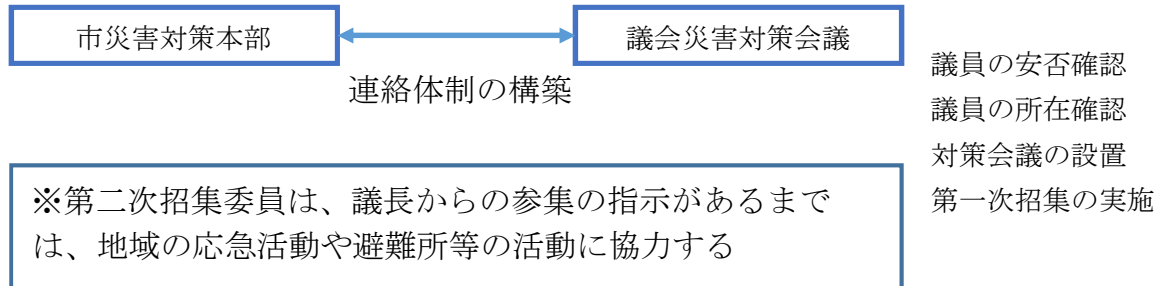 市災害対策本部
議会災害対策会議
連絡体制の構築
議員の安否確認
議員の所在確認
対策会議の設置
第一次招集の実施
※第二次招集委員は、議長からの参集の指示があるまで
は、地域の応急活動や避難所等の活動に協力する